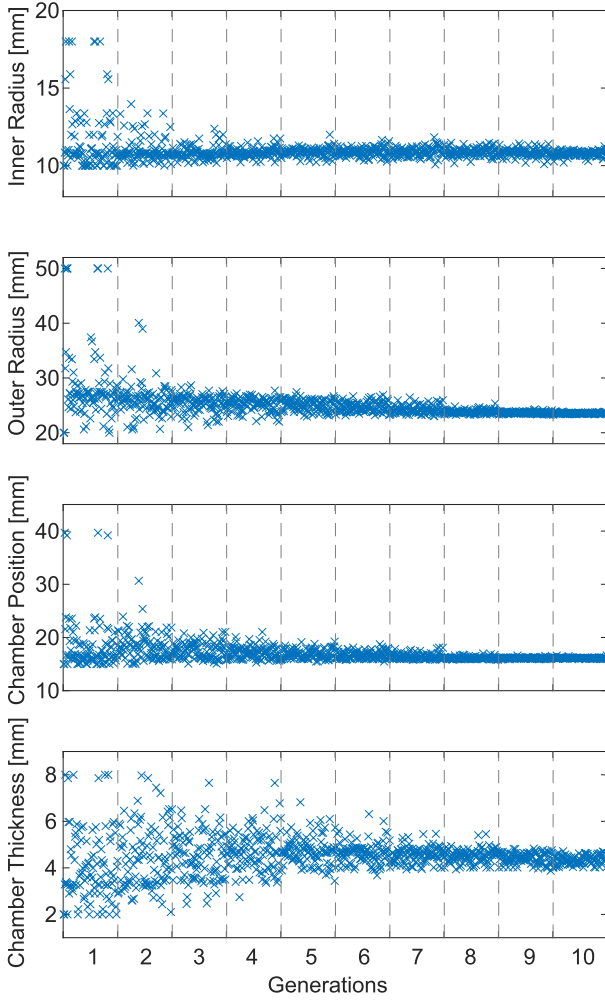 Inner Radius [mm]
20
15
10
Outer Radius [mm]
50
40
30
20
Chamber Position [mm]
40
30
20
10
Chamber Thickness [mm]
8
6
4
2
1 2 3 4 5 6 7 8 9 10
Generations